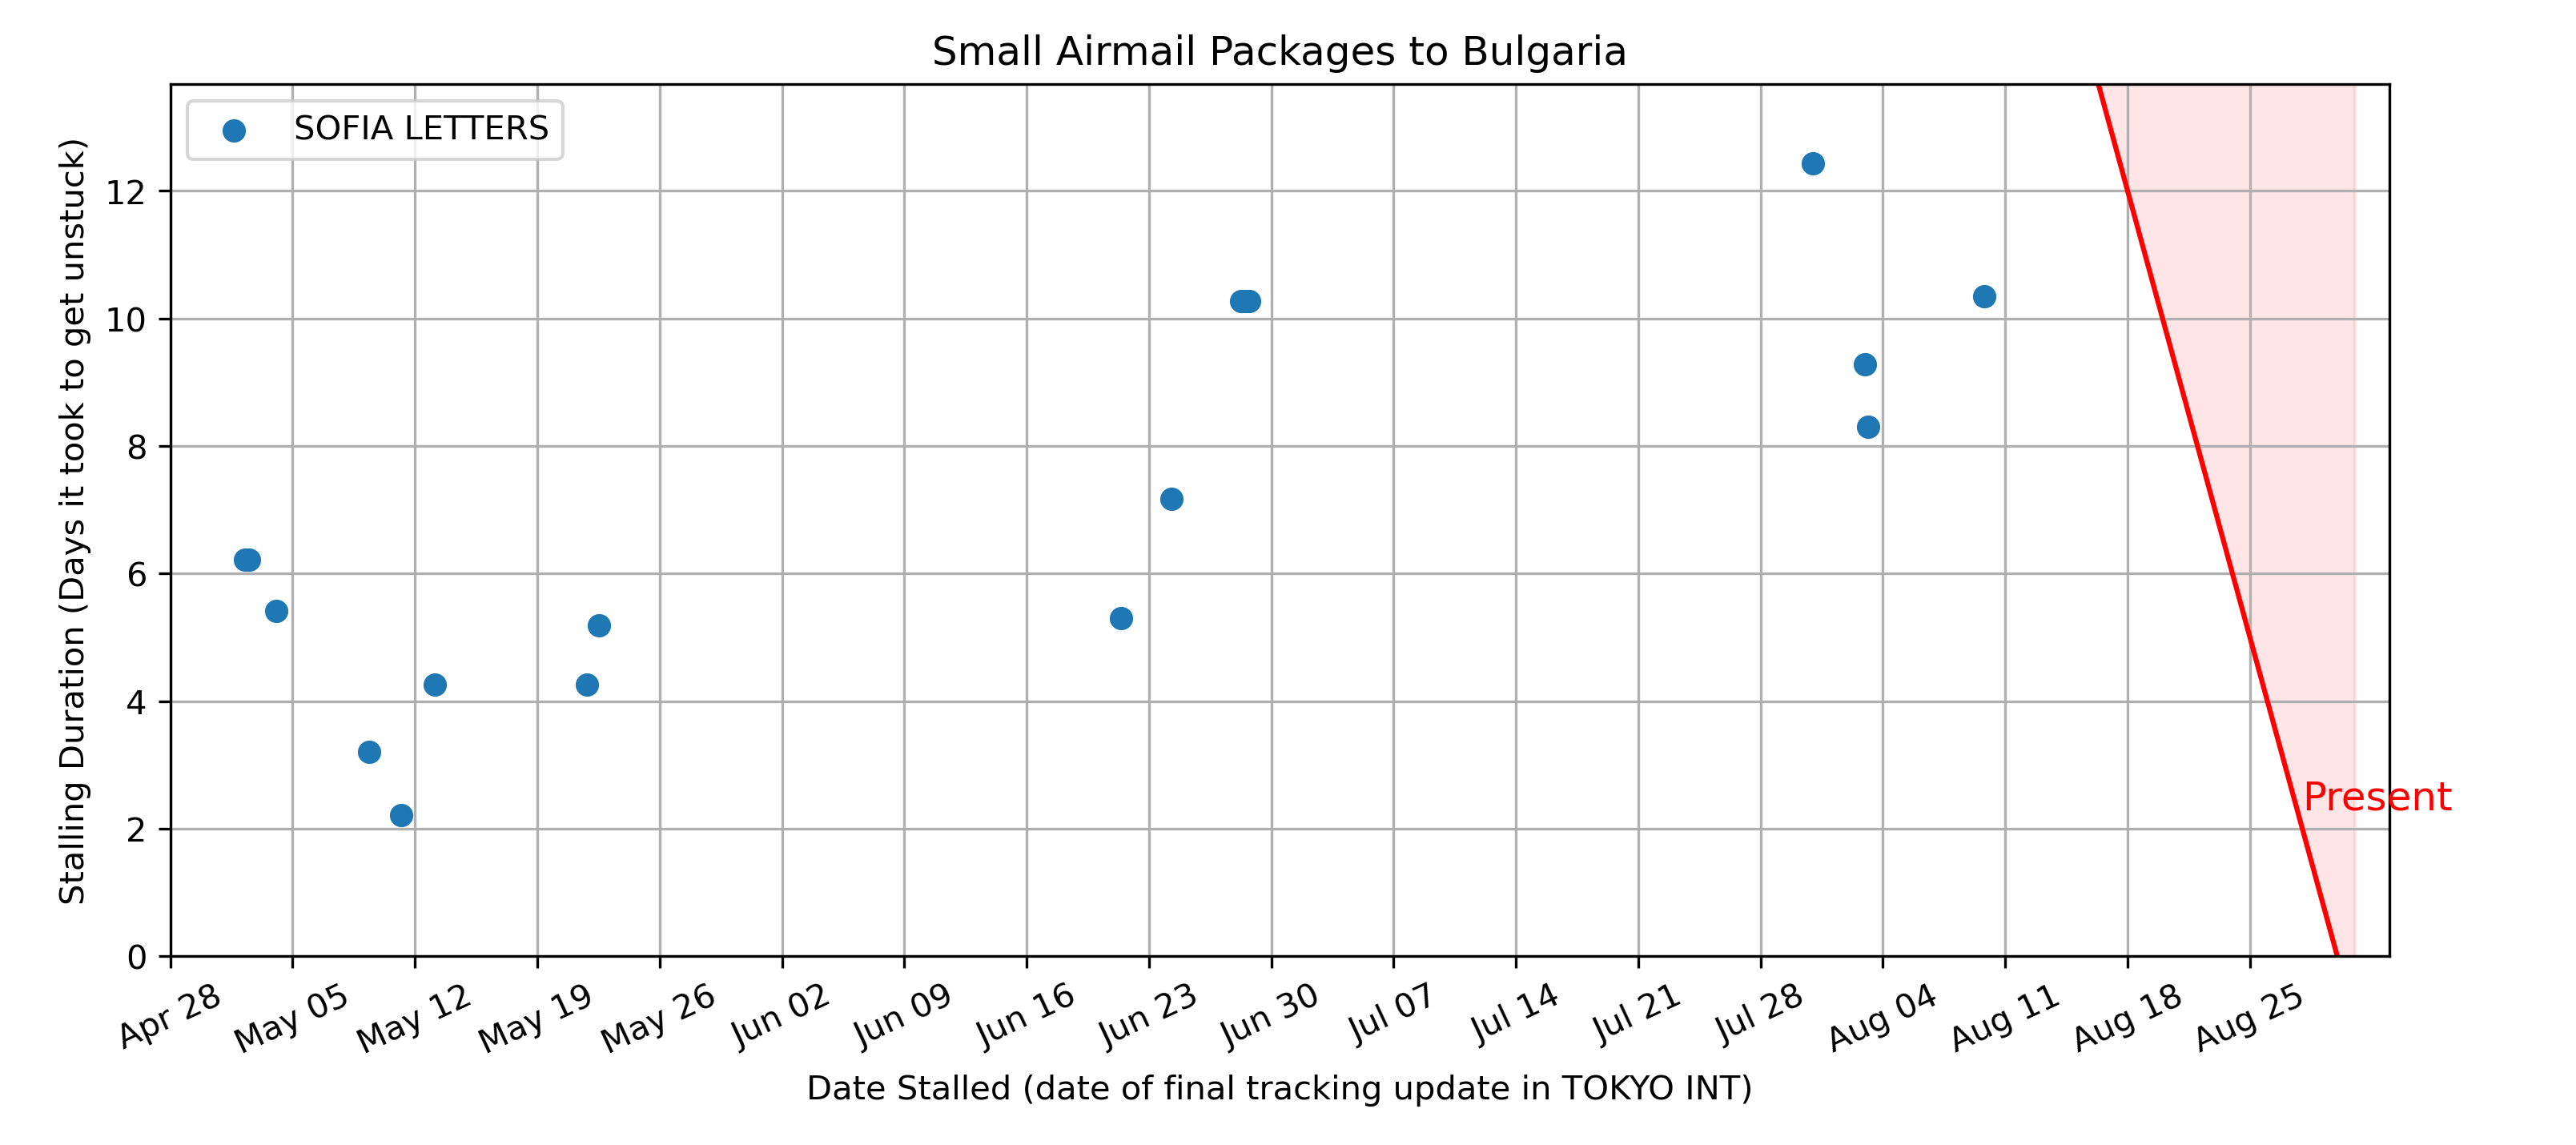 Small Airmail Packages to Bulgaria
SOFIA LETTERS
Stalling Duration (Days it took to get unstuck)
12
10
8
6
4
2
0
Present
Apr 28
May 05
May 12
May 19
May 26
Jun 02
Jun 09
Jun 16
Jun 23
Jun 30
Jul 07
Jul 14
Jul 21
Jul 28
Aug 04
Aug 11
Aug 18
Aug 25
Date Stalled (date of final tracking update in TOKYO INT)